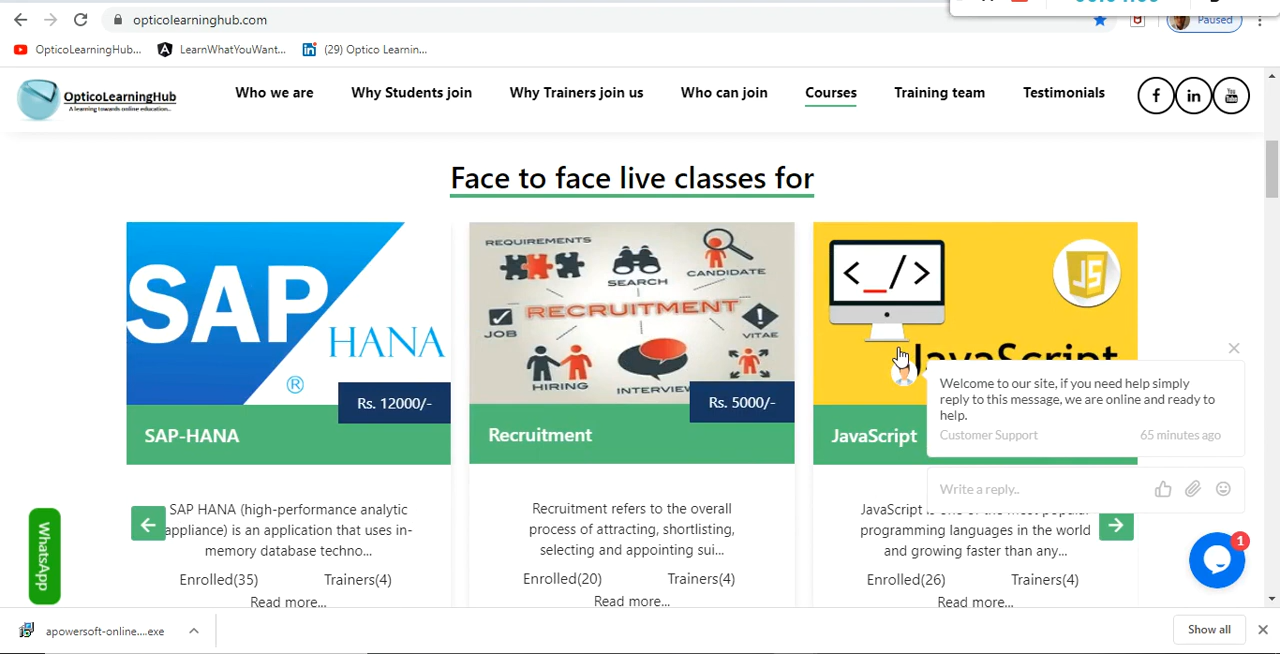 opticolearninghub.com
Paused
OpticoLearningHub...
LearnWhatYouWant...
(29) Optico Learnin...
OpticoLearningHub
A learning towards online education...
Who we are
Why Students join
Why Trainers join us
Who can join
Courses
Training team
Testimonials
Face to face live classes for
SAP
HANA
®
Rs. 12000/-
SAP-HANA
REQUIREMENTS
SEARCH
CANDIDATE
RECRUITMENT
JOB
VITAE
HIRING
INTERVIEW
Rs. 5000/-
Recruitment
JS
JavaScript
JavaScript
Welcome to our site, if you need help simply
reply to this message, we are online and ready to
help.
Customer Support
65 minutes ago
Write a reply..
SAP HANA (high-performance analytic
appliance) is an application that uses in-
memory database techno...
Enrolled(35)
Trainers(4)
Read more...
Recruitment refers to the overall
process of attracting, shortlisting,
selecting and appointing sui...
Enrolled(20)
Trainers(4)
Read more...
JavaScript is one of the most popular
programming languages in the world
and growing faster than any...
Enrolled(26)
Trainers(4)
Read more...
WhatsApp
1
apowersoft-online....exe
Show all